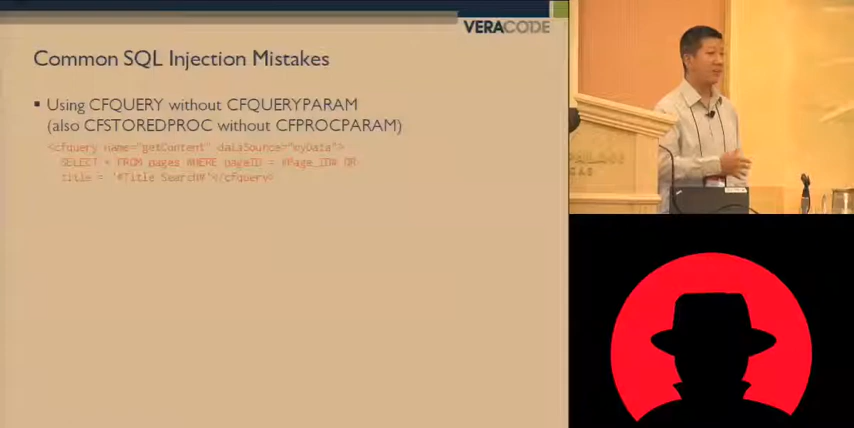 VERACODE
Common SQL Injection Mistakes
▪ Using CFQUERY without CFQUERYPARAM
(also CFSTOREDPROC without CFPROCPARAM)
<cfquery name="getContent" dataSource="myData">
SELECT * FROM pages WHERE pageID = #Page_ID# OR
title = '#Title_Search#'</cfquery>
PALACE